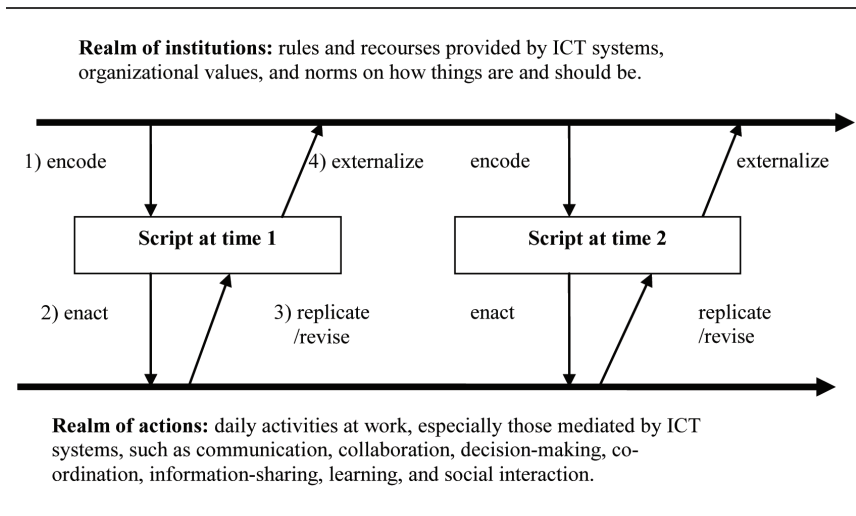 Realm of institutions: rules and recourses provided by ICT systems,
organizational values, and norms on how things are and should be.
1) encode
4) externalize
encode
externalize
Script at time 1
Script at time 2
2) enact
3) replicate
/revise
enact
replicate
/revise
Realm of actions: daily activities at work, especially those mediated by ICT
systems, such as communication, collaboration, decision-making, co-
ordination, information-sharing, learning, and social interaction.